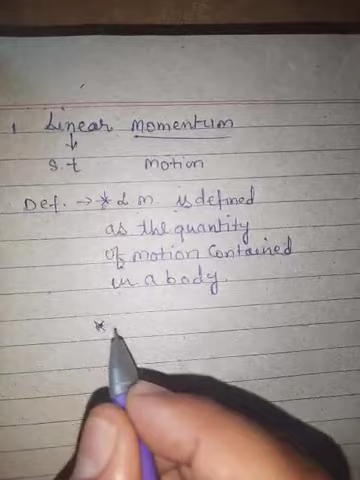 1 Linear Momentum
↓
S.t Motion
Def. → * L m. is defined
as the quantity
of motion Contained
in a body.
*